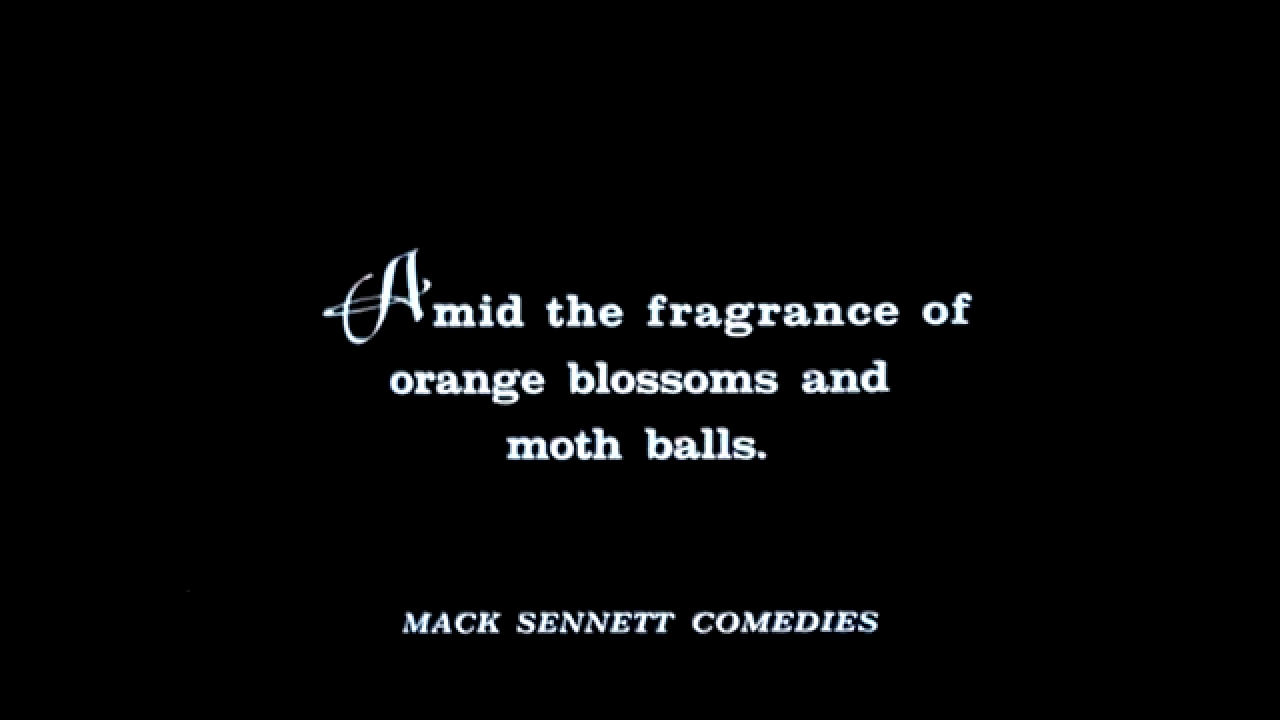 Amid the fragrance of
orange blossoms and
moth balls.
MACK SENNETT COMEDIES